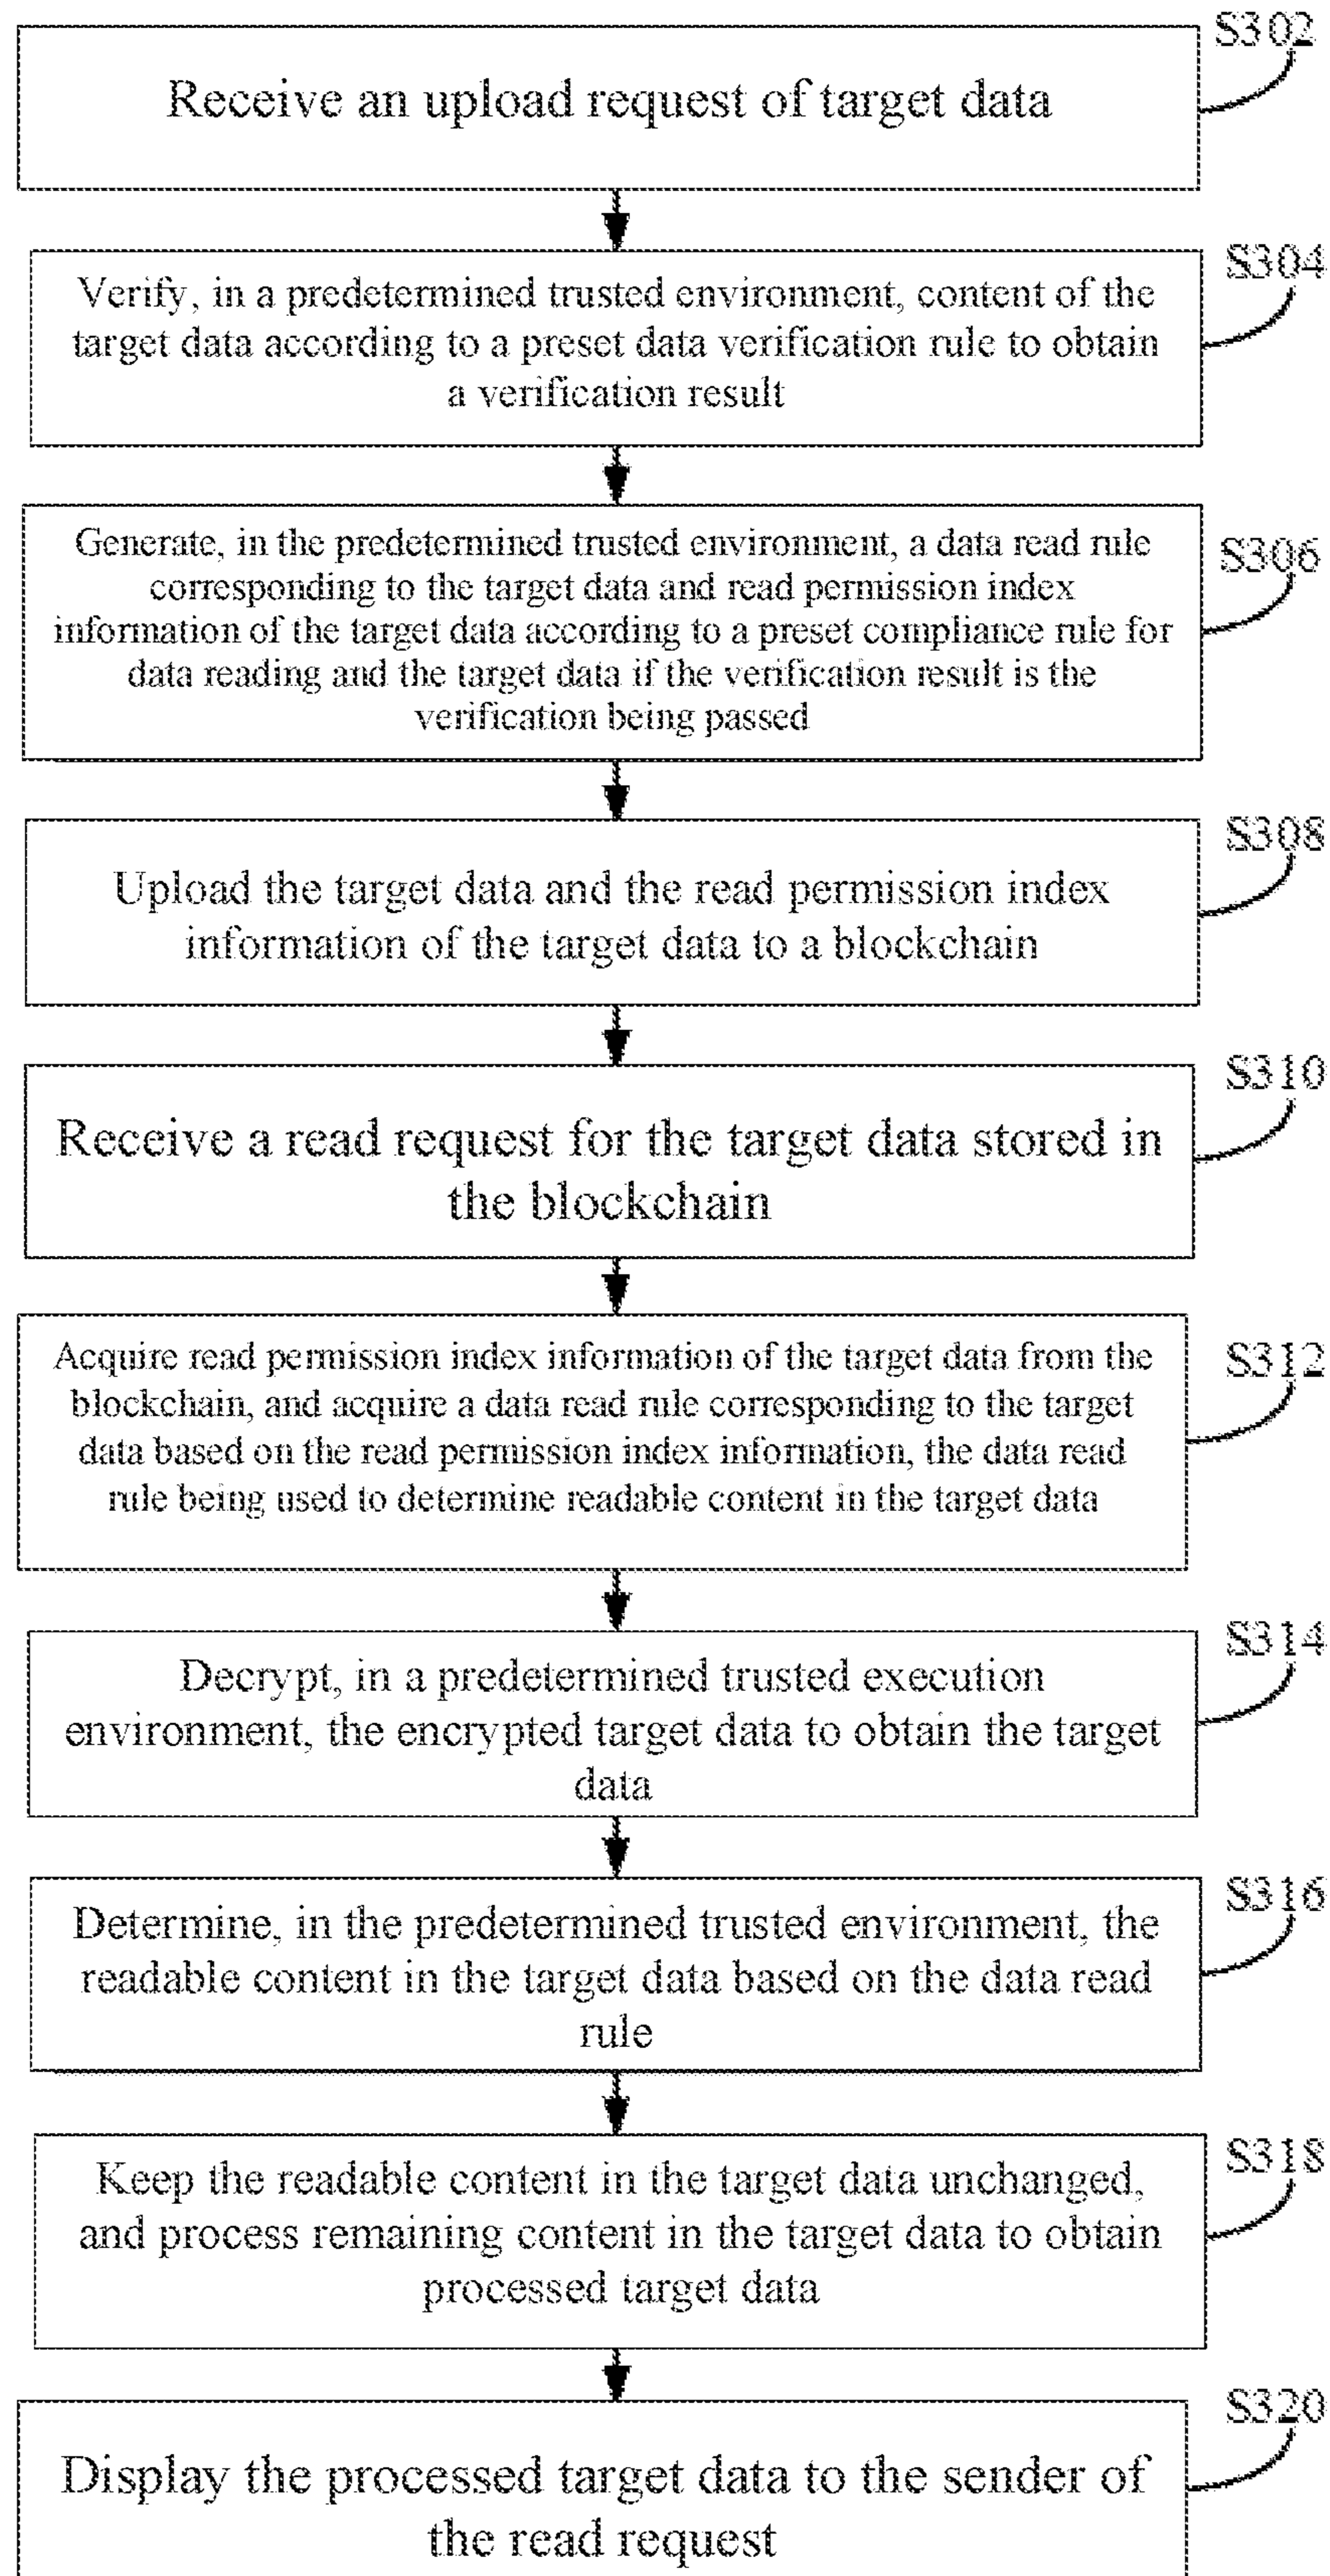 S302
Receive an upload request of target data
S304
Verify, in a predetermined trusted environment, content of the
target data according to a preset data verification rule to obtain
a verification result
S306
Generate, in the predetermined trusted environment, a data read rule
corresponding to the target data and read permission index
information of the target data according to a preset compliance rule for
data reading and the target data if the verification result is the
verification being passed
S308
Upload the target data and the read permission index
information of the target data to a blockchain
S310
Receive a read request for the target data stored in
the blockchain
S312
Acquire read permission index information of the target data from the
blockchain, and acquire a data read rule corresponding to the target
data based on the read permission index information, the data read
rule being used to determine readable content in the target data
S314
Decrypt, in a predetermined trusted execution
environment, the encrypted target data to obtain the target
data
S316
Determine, in the predetermined trusted environment, the
readable content in the target data based on the data read
rule
S318
Keep the readable content in the target data unchanged,
and process remaining content in the target data to obtain
processed target data
S320
Display the processed target data to the sender of
the read request